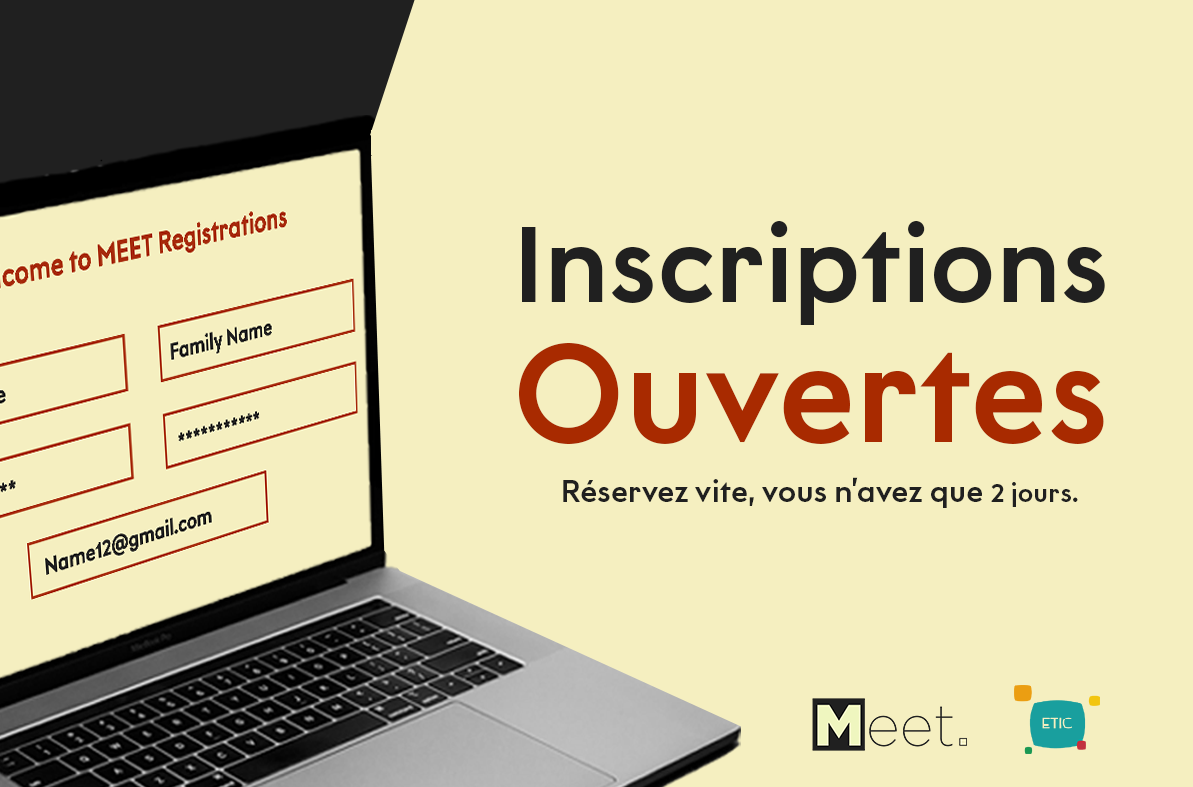 come to MEET Registrations
e
Family Name
**
***********
Name12@gmail.com
Inscriptions
Ouvertes
Réservez vite, vous n'avez que 2 jours.
Meet.
ETIC